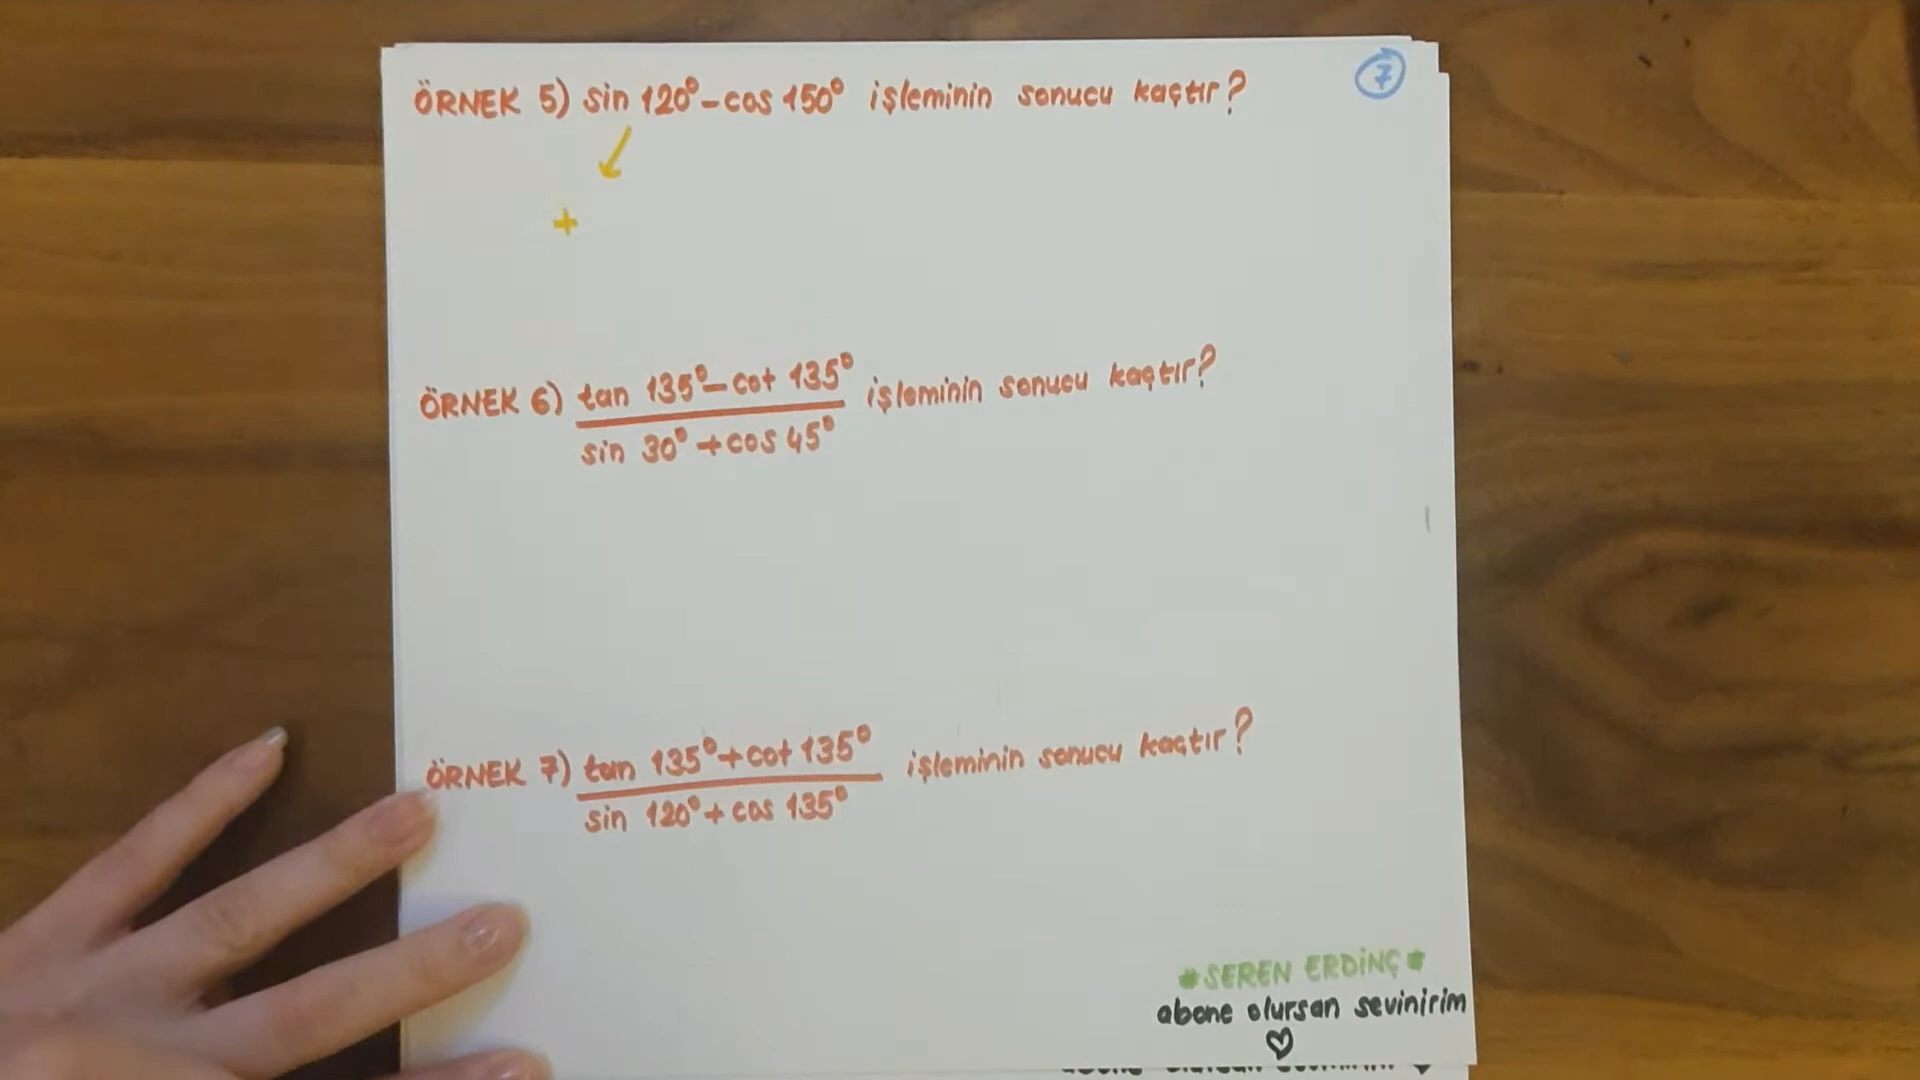 7
ÖRNEK 5) sin 120° - cos 150° işleminin sonucu kaçtır?
+
ÖRNEK 6) tan 135° - cot 135° işleminin sonucu kaçtır?
sin 30° + cos 45°
ÖRNEK 7) tan 135° + cot 135° işleminin sonucu kaçtır?
sin 120° + cos 135°
*SEREN ERDİNÇ*
abone olursan sevinirim
♡